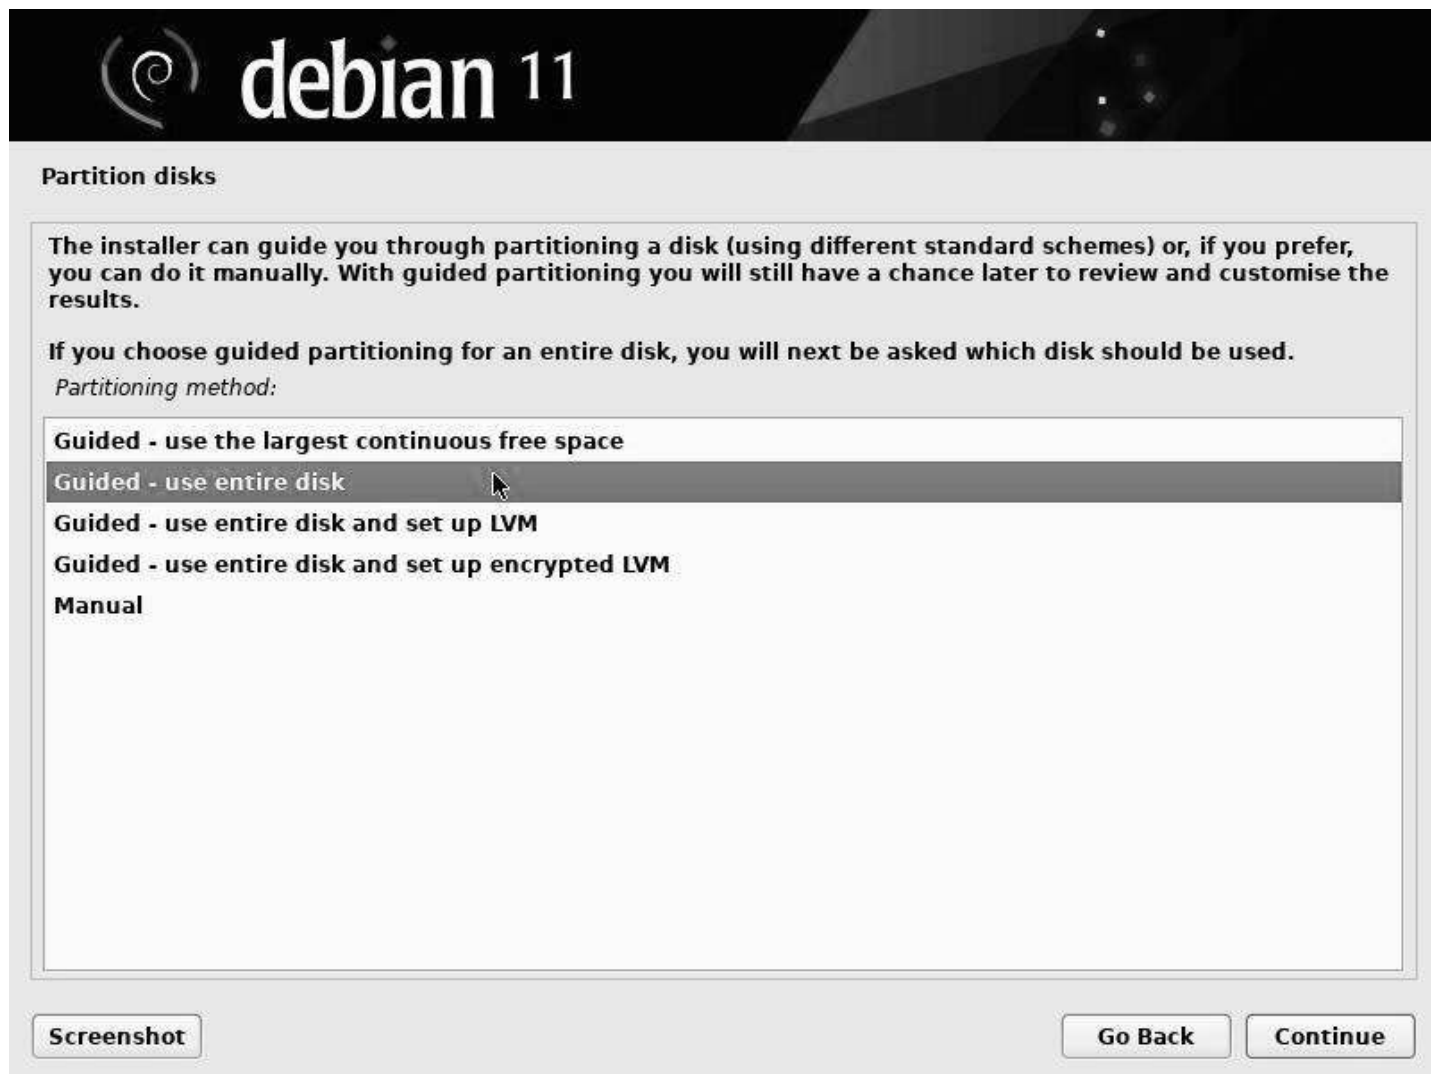 debian 11
Partition disks
The installer can guide you through partitioning a disk (using different standard schemes) or, if you prefer,
you can do it manually. With guided partitioning you will still have a chance later to review and customise the
results.
If you choose guided partitioning for an entire disk, you will next be asked which disk should be used.
Partitioning method:
Guided - use the largest continuous free space
Guided - use entire disk
Guided - use entire disk and set up LVM
Guided - use entire disk and set up encrypted LVM
Manual
Screenshot
Go Back
Continue